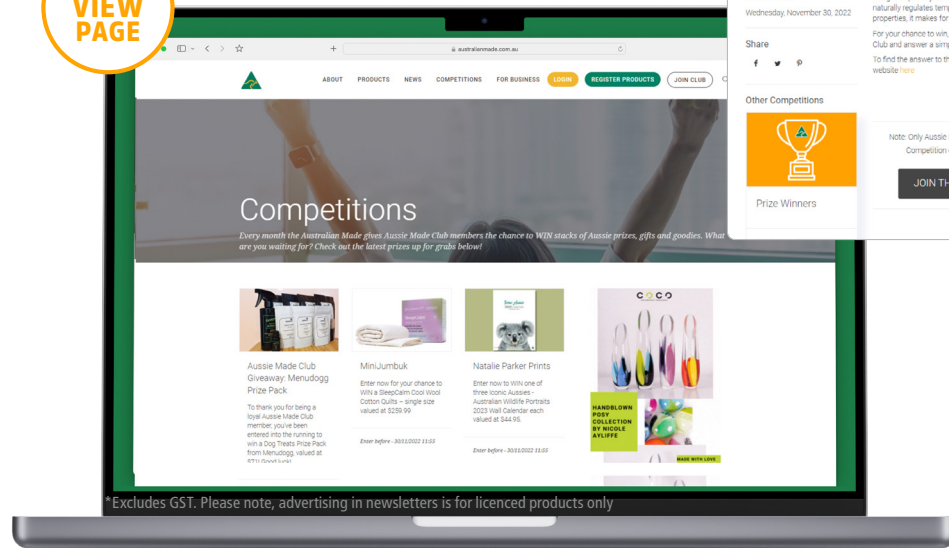 VIEW
PAGE
australianmade.com.au
ABOUT PRODUCTS NEWS COMPETITIONS FOR BUSINESS LOGIN REGISTER PRODUCTS JOIN CLUB
Competitions
Every month the Australian Made gives Aussie Made Club members the chance to WIN stacks of Aussie prizes, gifts and goodies. What
are you waiting for? Check out the latest prizes up for grabs below!
Aussie Made Club
Giveaway: Menudogg
Prize Pack
To thank you for being a
loyal Aussie Made Club
member, you've been
entered into the running to
win a Dog Treats Prize Pack
from Menudogg, valued at
MiniJumbuk
Enter now for your chance to
WIN a SleepCalm Cool Wool
Cotton Quilts – single size
valued at $259.99
Enter before - 30/11/2022 11:55
Natalie Parker Prints
Enter now to WIN one of
three Iconic Aussies -
Australian Wildlife Portraits
2023 Wall Calendar each
valued at $44.95.
Enter before - 30/11/2022 11:55
COCO
HANDBLOWN
POSY
COLLECTION
BY NICOLE
AYLIFFE
MADE WITH LOVE
Wednesday, November 30, 2022
Share
Other Competitions
Prize Winners
naturally regulates
properties, it makes for
For your chance to win,
Club and answer a
To find the answer to
website here
Note: Only Aussie
Competition
JOIN
*Excludes GST. Please note, advertising in newsletters is for licenced products only